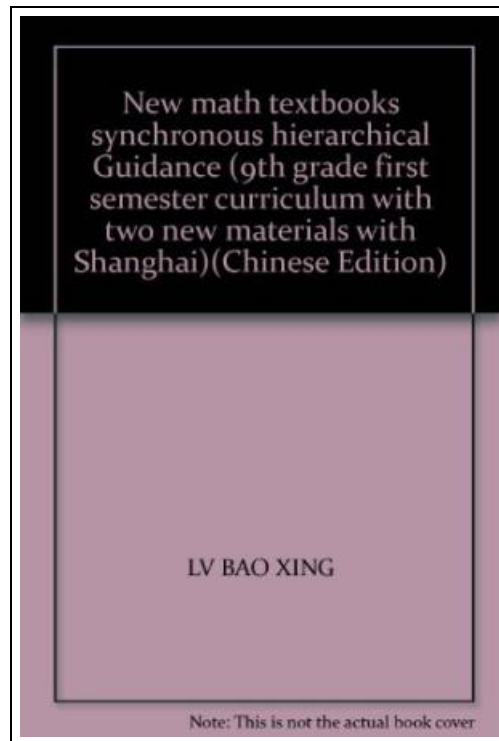 New math textbooks
synchronous hierarchical
Guidance (9th grade first
semester curriculum with
two new materials with
Shanghai)(Chinese Edition)
LV BAO XING
Note: This is not the actual book cover